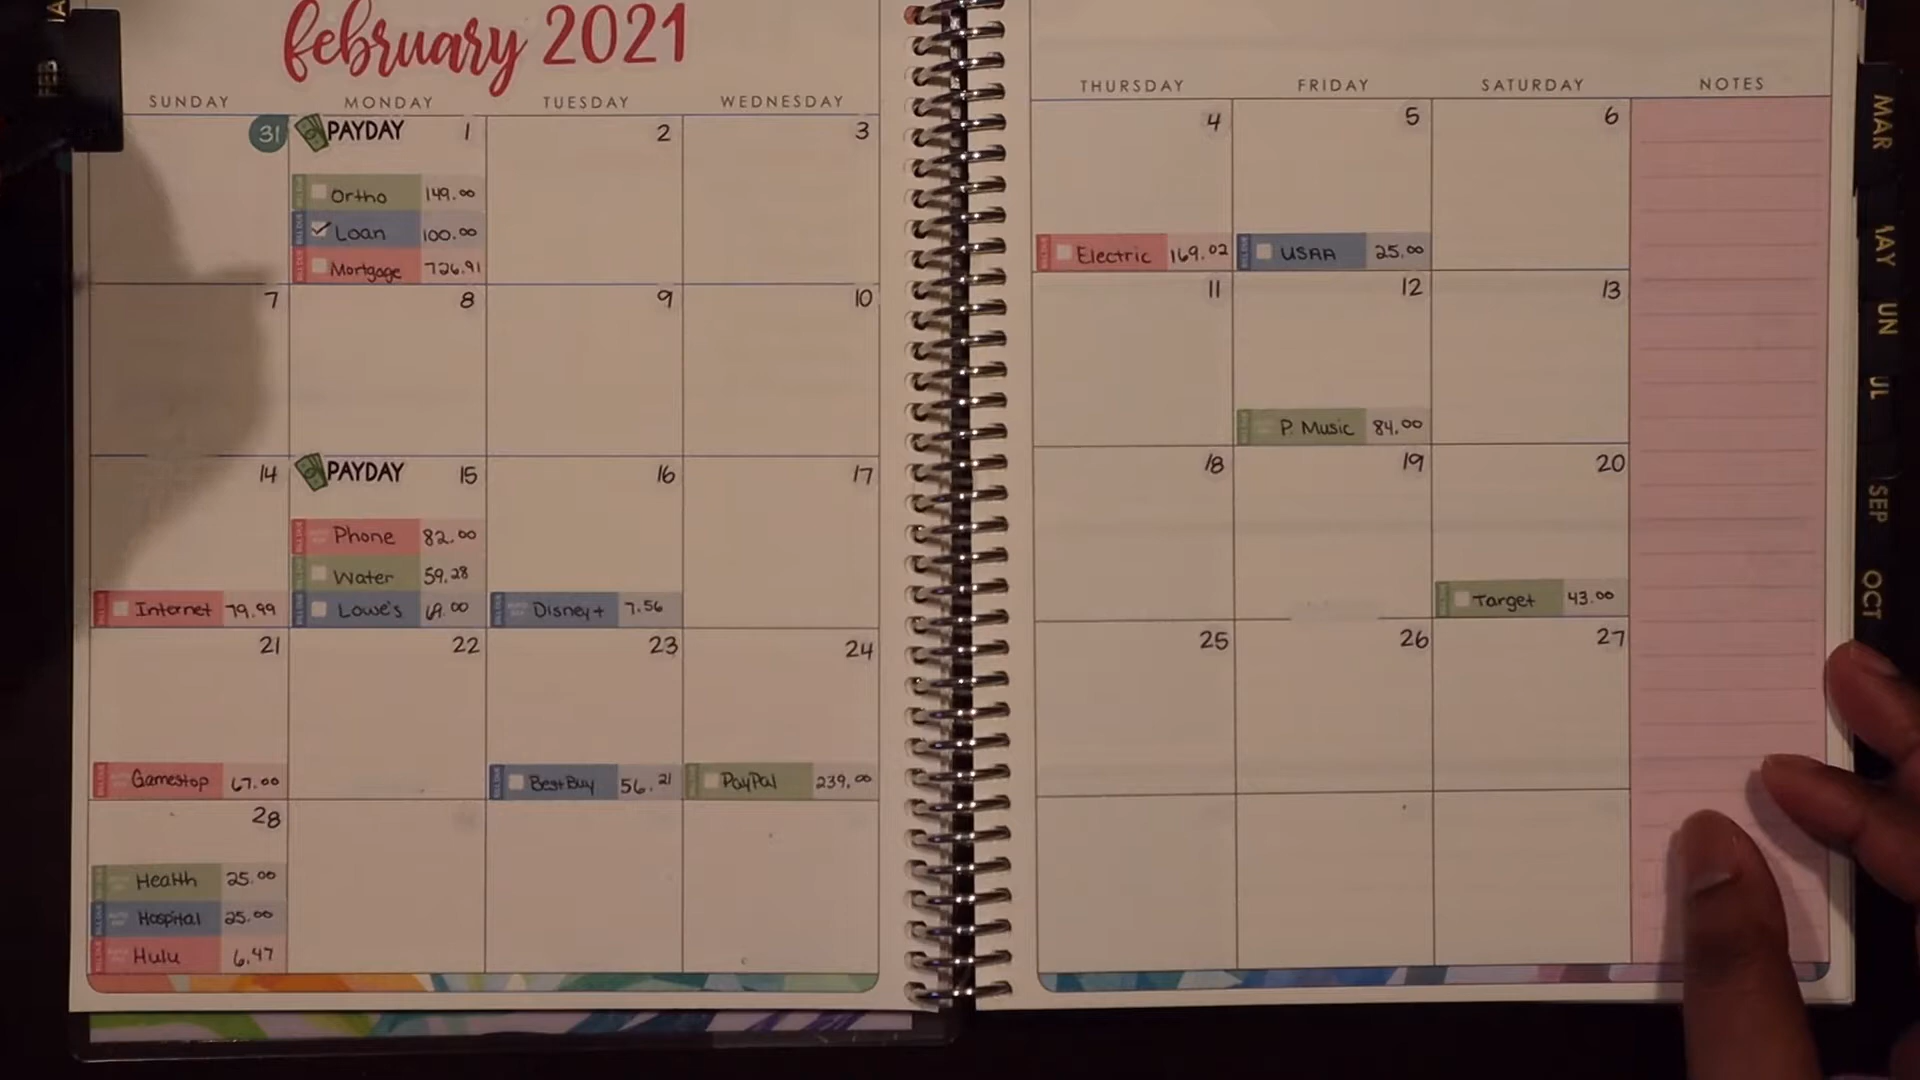 february 2021
SUNDAY MONDAY TUESDAY WEDNESDAY THURSDAY FRIDAY SATURDAY NOTES
31 PAYDAY 1 2 3 4 5 6
Ortho 149.00
Loan 100.00
Mortgage 726.91
Electric 169.02 USAA 25.00
7 8 9 10 11 12 13
P. Music 84.00
14 PAYDAY 15 16 17 18 19 20
Phone 82.00
Water 59.28
Internet 79.99 Lowe's 69.00 Disney+ 7.56 Target 43.00
21 22 23 24 25 26 27
Gamestop 67.00 BestBuy 56.21 PayPal 239.00
28
Health 25.00
Hospital 25.00
Hulu 6.47
FEB
MAR
SEP
OCT